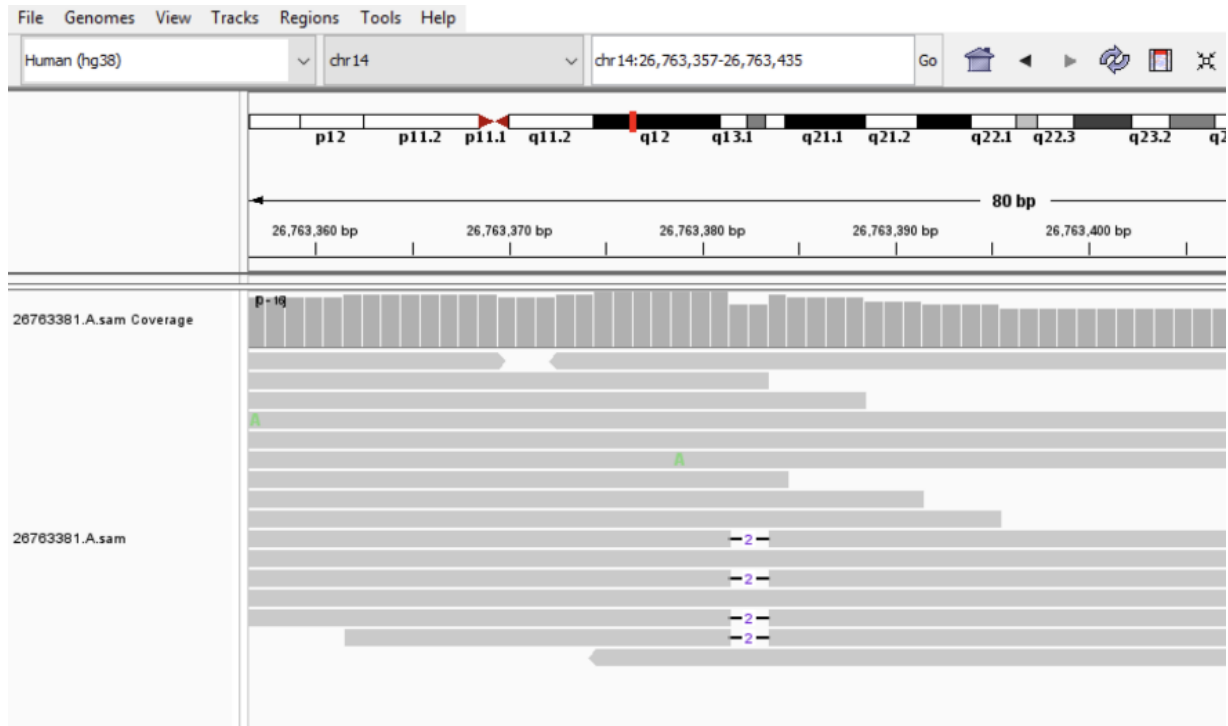 File Genomes View Tracks Regions Tools Help
Human (hg38) chr14 chr14:26,763,357-26,763,435 Go
p12 p11.2 p11.1 q11.2 q12 q13.1 q21.1 q21.2 q22.1 q22.3 q23.2
80 bp
26,763,360 bp 26,763,370 bp 26,763,380 bp 26,763,390 bp 26,763,400 bp
[0 - 16]
26763381.A.sam Coverage
A
A
26763381.A.sam
2
2
2
2